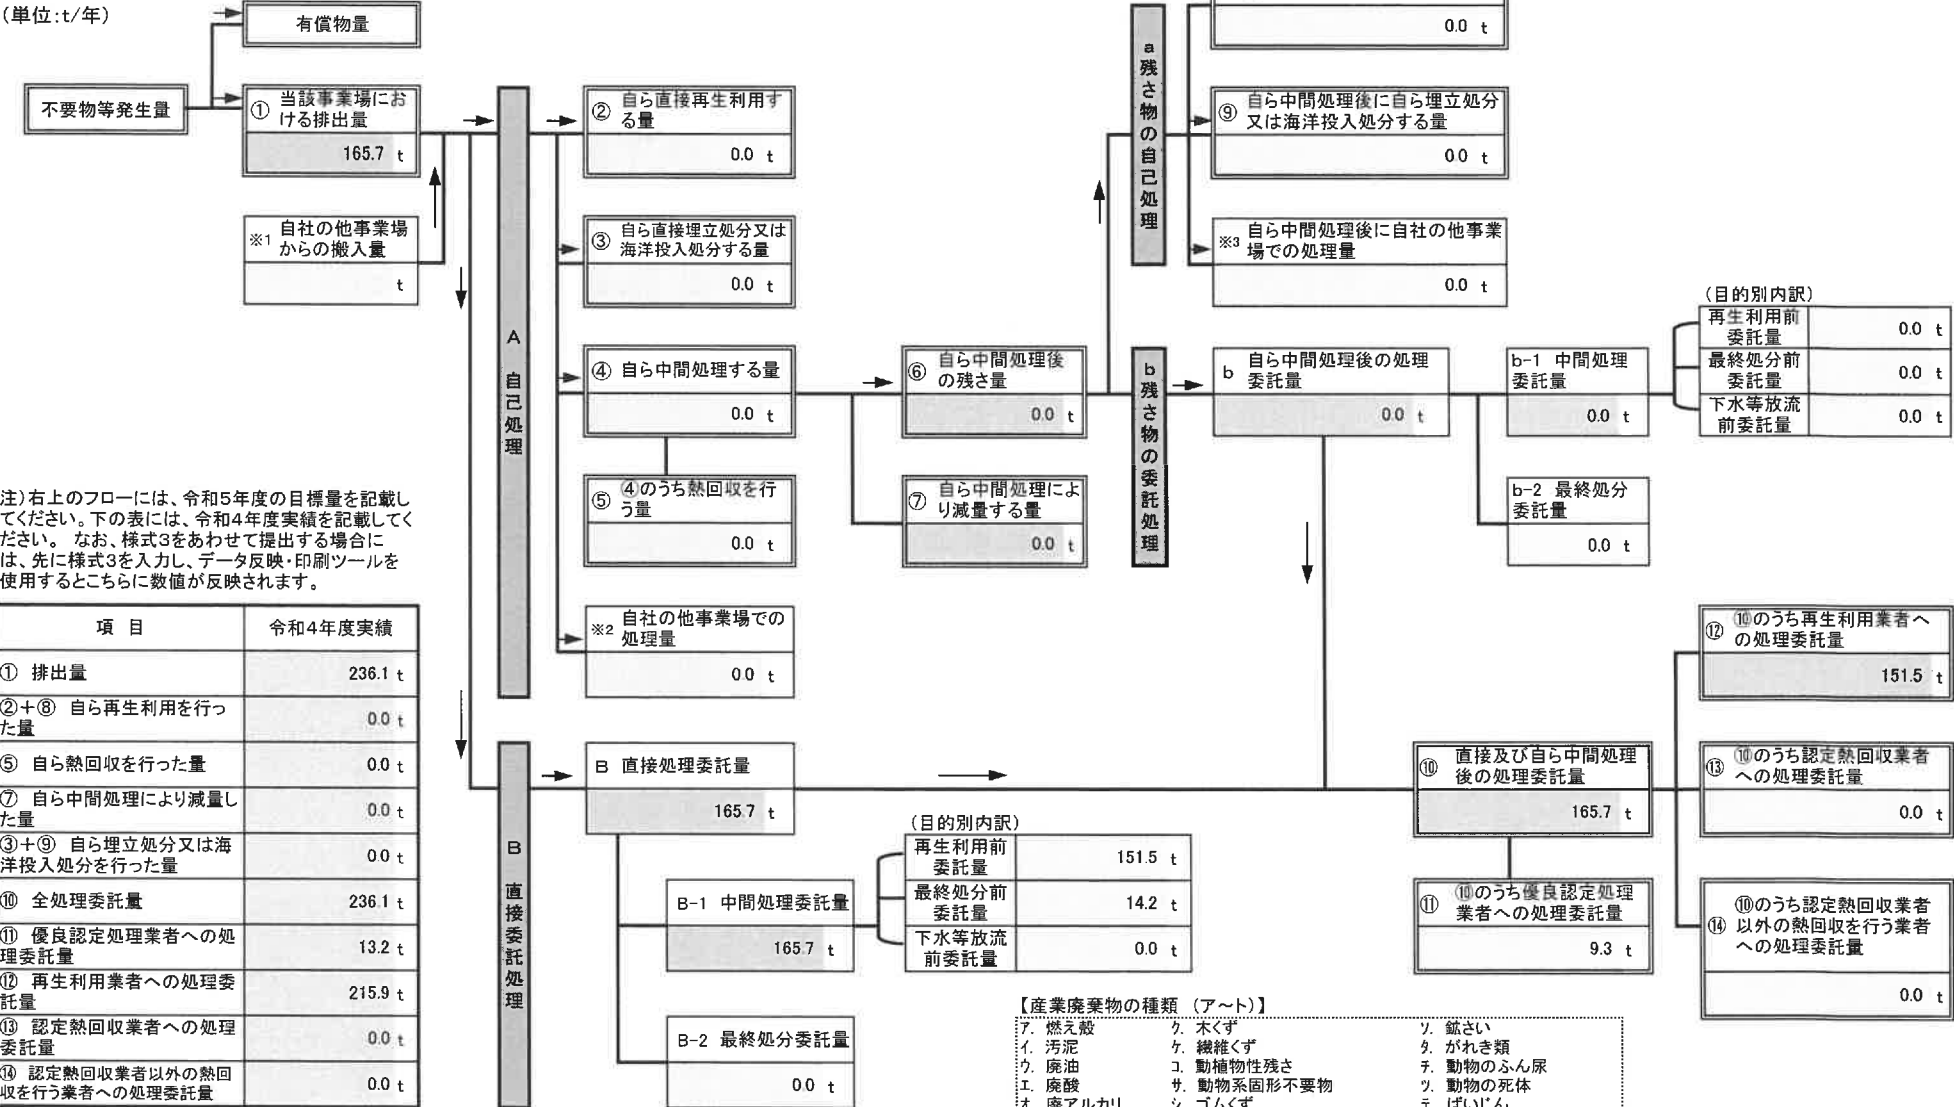 (単位:t/年)
有償物量
不要物等発生量
① 当該事業場にお
ける排出量
165.7 t
※1 自社の他事業場
からの搬入量
t
A 自己処理
② 自ら直接再生利用す
る量
0.0 t
③ 自ら直接埋立処分又は
海洋投入処分する量
0.0 t
④ 自ら中間処理する量
0.0 t
⑤ ④のうち熱回収を行
う量
0.0 t
※2 自社の他事業場での
処理量
0.0 t
⑥ 自ら中間処理後
の残さ量
0.0 t
⑦ 自ら中間処理によ
り減量する量
0.0 t
a 残さ物の自己処理
0.0 t
⑨ 自ら中間処理後に自ら埋立処分
又は海洋投入処分する量
0.0 t
※3 自ら中間処理後に自社の他事業
場での処理量
0.0 t
b 残さ物の委託処理
b 自ら中間処理後の処理
委託量
0.0 t
b-1 中間処理
委託量
0.0 t
b-2 最終処分
委託量
0.0 t
(目的別内訳)
再生利用前
委託量
0.0 t
最終処分前
委託量
0.0 t
下水等放流
前委託量
0.0 t
注)右上のフローには、令和5年度の目標量を記載し
てください。下の表には、令和4年度実績を記載してく
ださい。 なお、様式3をあわせて提出する場合に
は、先に様式3を入力し、データ反映・印刷ツールを
使用するとこちらに数値が反映されます。
項 目 令和4年度実績
① 排出量 236.1 t
②+⑧ 自ら再生利用を行っ
た量
0.0 t
⑤ 自ら熱回収を行った量 0.0 t
⑦ 自ら中間処理により減量し
た量
0.0 t
③+⑨ 自ら埋立処分又は海
洋投入処分を行った量
0.0 t
⑩ 全処理委託量 236.1 t
⑪ 優良認定処理業者への処
理委託量
13.2 t
⑫ 再生利用業者への処理委
託量
215.9 t
⑬ 認定熱回収業者への処理
委託量
0.0 t
⑭ 認定熱回収業者以外の熱回
収を行う業者への処理委託量
0.0 t
B 直接委託処理
B 直接処理委託量
165.7 t
B-1 中間処理委託量
165.7 t
B-2 最終処分委託量
0.0 t
(目的別内訳)
再生利用前
委託量
151.5 t
最終処分前
委託量
14.2 t
下水等放流
前委託量
0.0 t
⑩ 直接及び自ら中間処理
後の処理委託量
165.7 t
⑪ ⑩のうち優良認定処理
業者への処理委託量
9.3 t
⑫ ⑩のうち再生利用業者へ
の処理委託量
151.5 t
⑬ ⑩のうち認定熱回収業者
への処理委託量
0.0 t
⑭ ⑩のうち認定熱回収業者
以外の熱回収を行う業者
への処理委託量
0.0 t
【産業廃棄物の種類 (ア~ト)】
ア. 燃え殻 ク. 木くず ソ. 鉱さい
イ. 汚泥 ケ. 繊維くず タ. がれき類
ウ. 廃油 コ. 動植物性残さ チ. 動物のふん尿
エ. 廃酸 サ. 動物系固形不要物 ツ. 動物の死体
オ. 廃アルカリ シ. ゴムくず テ. ばいじん